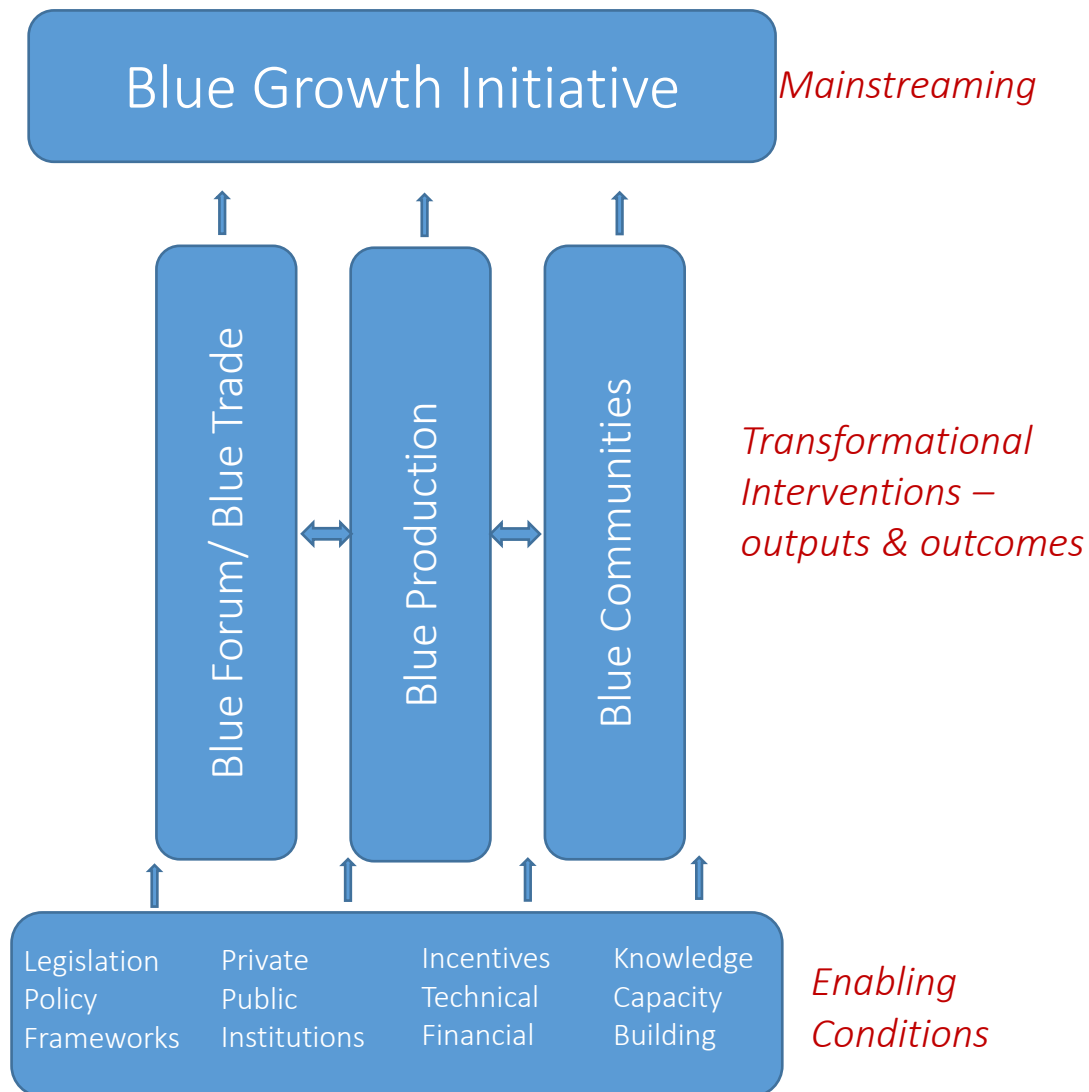 Blue Growth Initiative
Mainstreaming
Blue Forum/ Blue Trade
Blue Production
Blue Communities
Transformational
Interventions –
outputs & outcomes
Legislation
Policy
Frameworks
Private
Public
Institutions
Incentives
Technical
Financial
Knowledge
Capacity
Building
Enabling
Conditions